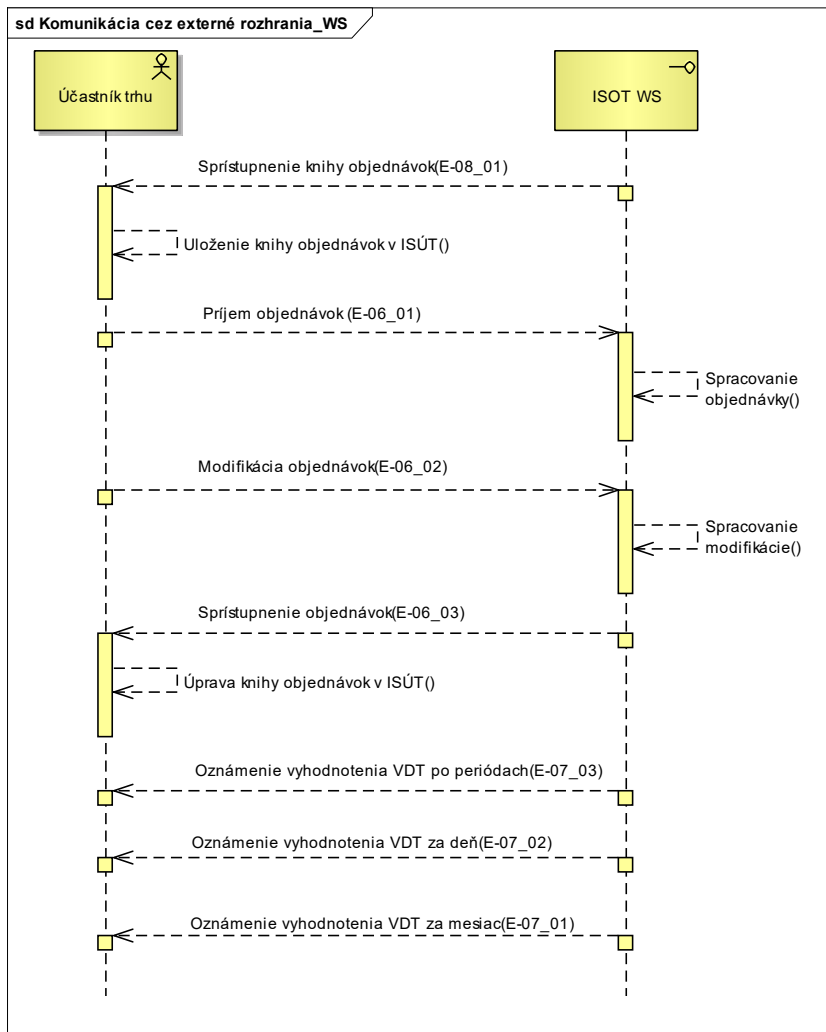 sd Komunikácia cez externé rozhrania_WS
Účastník trhu
ISOT WS
Sprístupnenie knihy objednávok(E-08_01)
Uloženie knihy objednávok v ISÚT()
Príjem objednávok (E-06_01)
Spracovanie
objednávky()
Modifikácia objednávok(E-06_02)
Spracovanie
modifikácie()
Sprístupnenie objednávok(E-06_03)
Úprava knihy objednávok v ISÚT()
Oznámenie vyhodnotenia VDT po periódach(E-07_03)
Oznámenie vyhodnotenia VDT za deň(E-07_02)
Oznámenie vyhodnotenia VDT za mesiac(E-07_01)